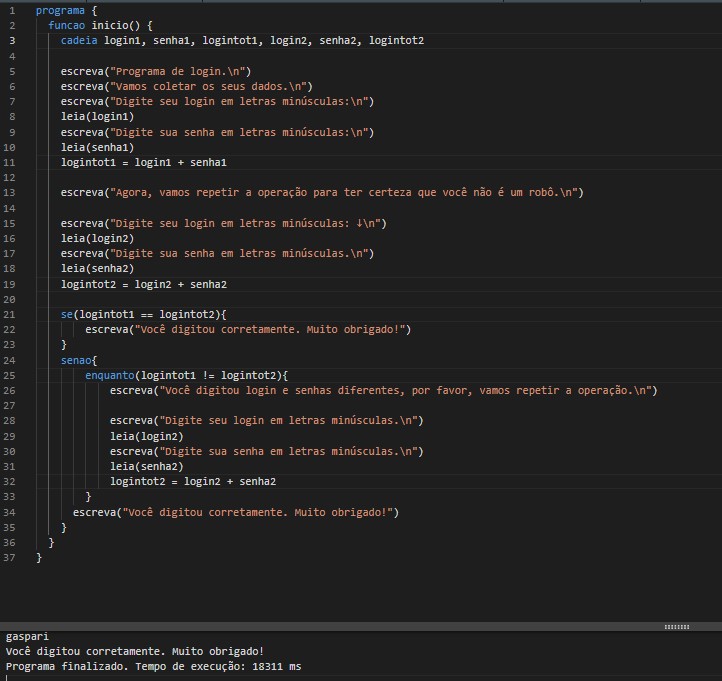 1 programa {
2 funcao inicio() {
3 cadeia login1, senha1, logintot1, login2, senha2, logintot2
4
5 escreva("Programa de login.\n")
6 escreva("Vamos coletar os seus dados.\n")
7 escreva("Digite seu login em letras minúsculas:\n")
8 leia(login1)
9 escreva("Digite sua senha em letras minúsculas:\n")
10 leia(senha1)
11 logintot1 = login1 + senha1
12
13 escreva("Agora, vamos repetir a operação para ter certeza que você não é um robô.\n")
14
15 escreva("Digite seu login em letras minúsculas: ↓\n")
16 leia(login2)
17 escreva("Digite sua senha em letras minúsculas.\n")
18 leia(senha2)
19 logintot2 = login2 + senha2
20
21 se(logintot1 == logintot2){
22 escreva("Você digitou corretamente. Muito obrigado!")
23 }
24 senao{
25 enquanto(logintot1 != logintot2){
26 escreva("Você digitou login e senhas diferentes, por favor, vamos repetir a operação.\n")
27
28 escreva("Digite seu login em letras minúsculas.\n")
29 leia(login2)
30 escreva("Digite sua senha em letras minúsculas.\n")
31 leia(senha2)
32 logintot2 = login2 + senha2
33 }
34 escreva("Você digitou corretamente. Muito obrigado!")
35 }
36 }
37 }
gaspari
Você digitou corretamente. Muito obrigado!
Programa finalizado. Tempo de execução: 18311 ms